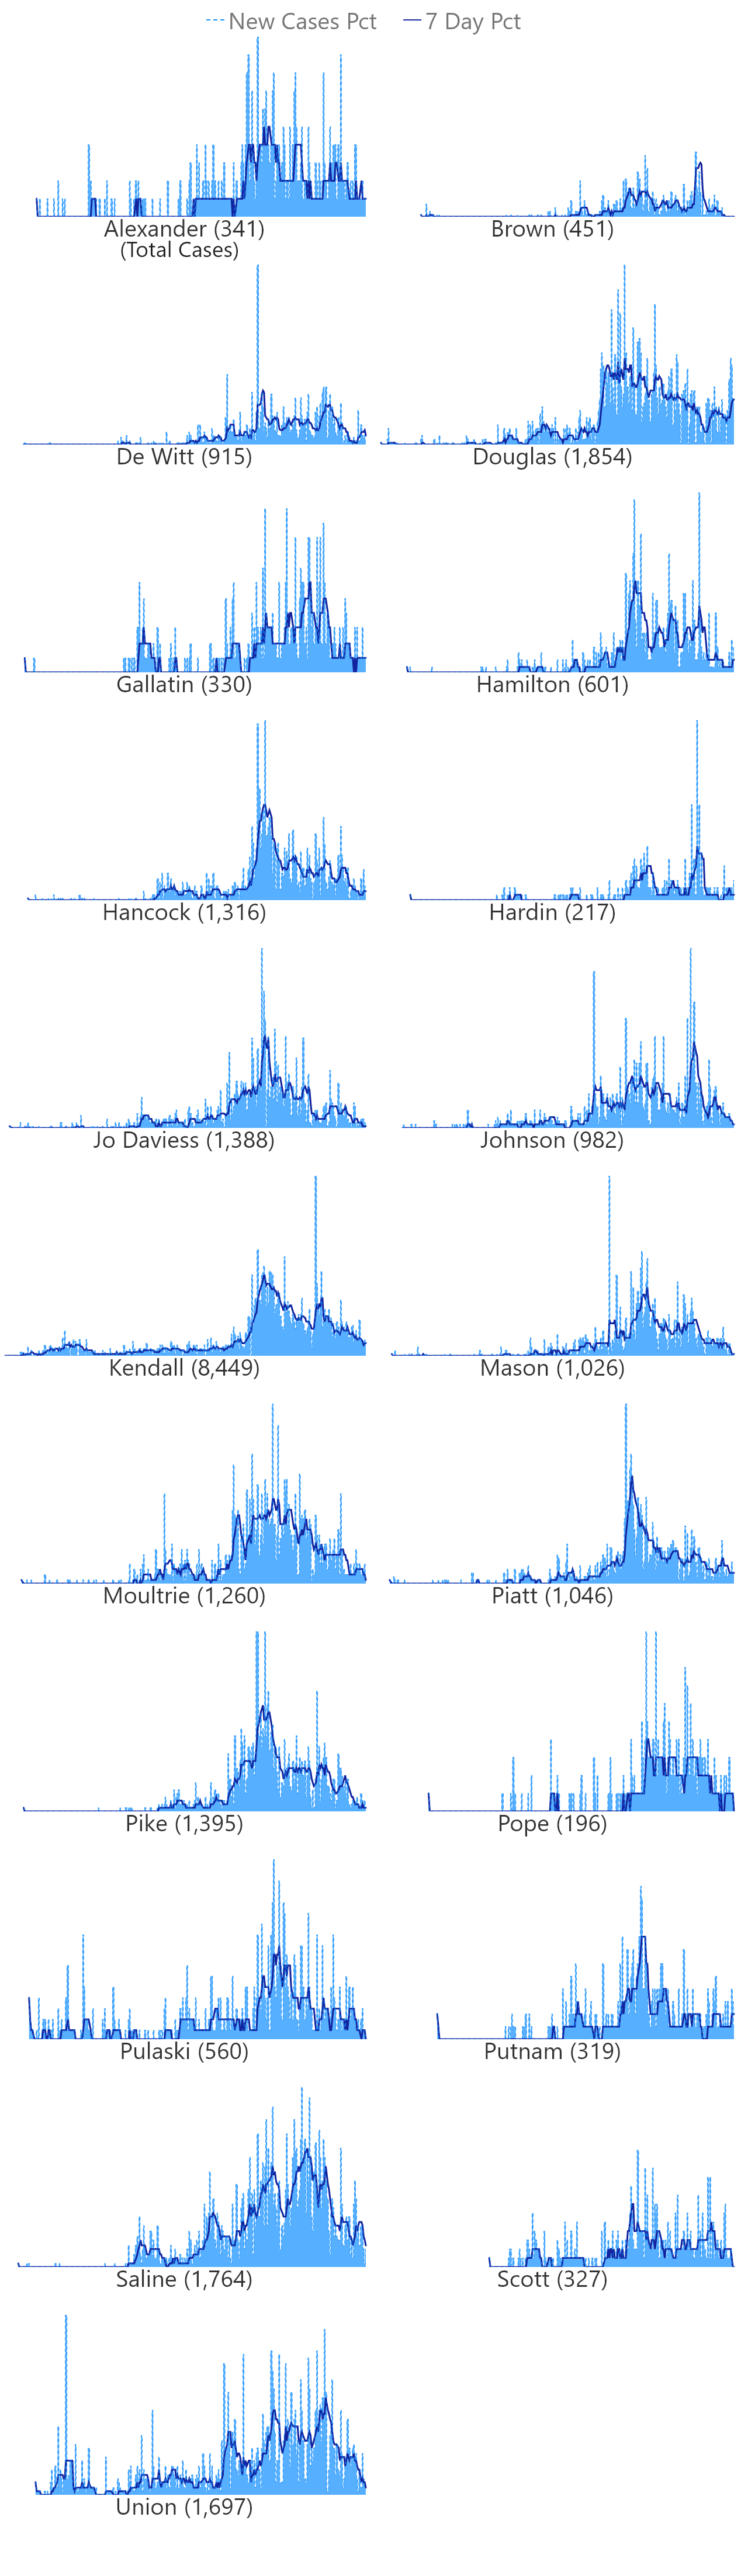 New Cases Pct 7 Day Pct
Alexander (341) Brown (451)
(Total Cases)
De Witt (915) Douglas (1,854)
Gallatin (330) Hamilton (601)
Hancock (1,316) Hardin (217)
Jo Daviess (1,388) Johnson (982)
Kendall (8,449) Mason (1,026)
Moultrie (1,260) Piatt (1,046)
Pike (1,395) Pope (196)
Pulaski (560) Putnam (319)
Saline (1,764) Scott (327)
Union (1,697)